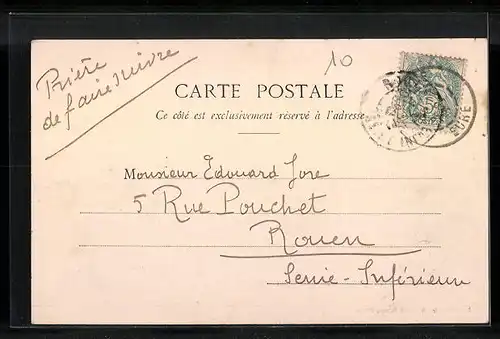 Prière
de faire suivre
10
CARTE POSTALE
Ce côté est exclusivement réservé à l'adresse
Monsieur Edouard Jore
5 Rue Pouchet
Rouen
Seine-Inférieure
EURE